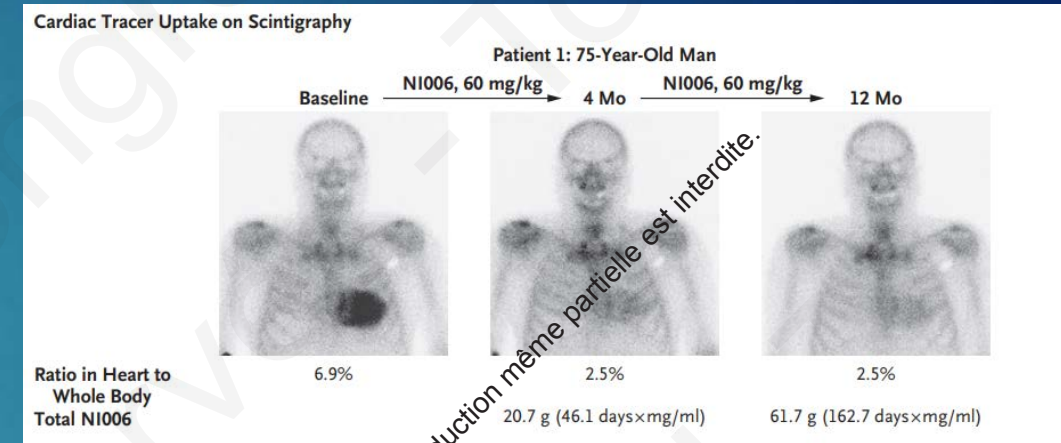 Cardiac Tracer Uptake on Scintigraphy
Patient 1: 75-Year-Old Man
Baseline NI006, 60 mg/kg 4 Mo NI006, 60 mg/kg 12 Mo
Ratio in Heart to Whole Body 6.9% 2.5% 2.5%
Total NI006 20.7 g (46.1 days×mg/ml) 61.7 g (162.7 days×mg/ml)
duction même partielle est interdite.